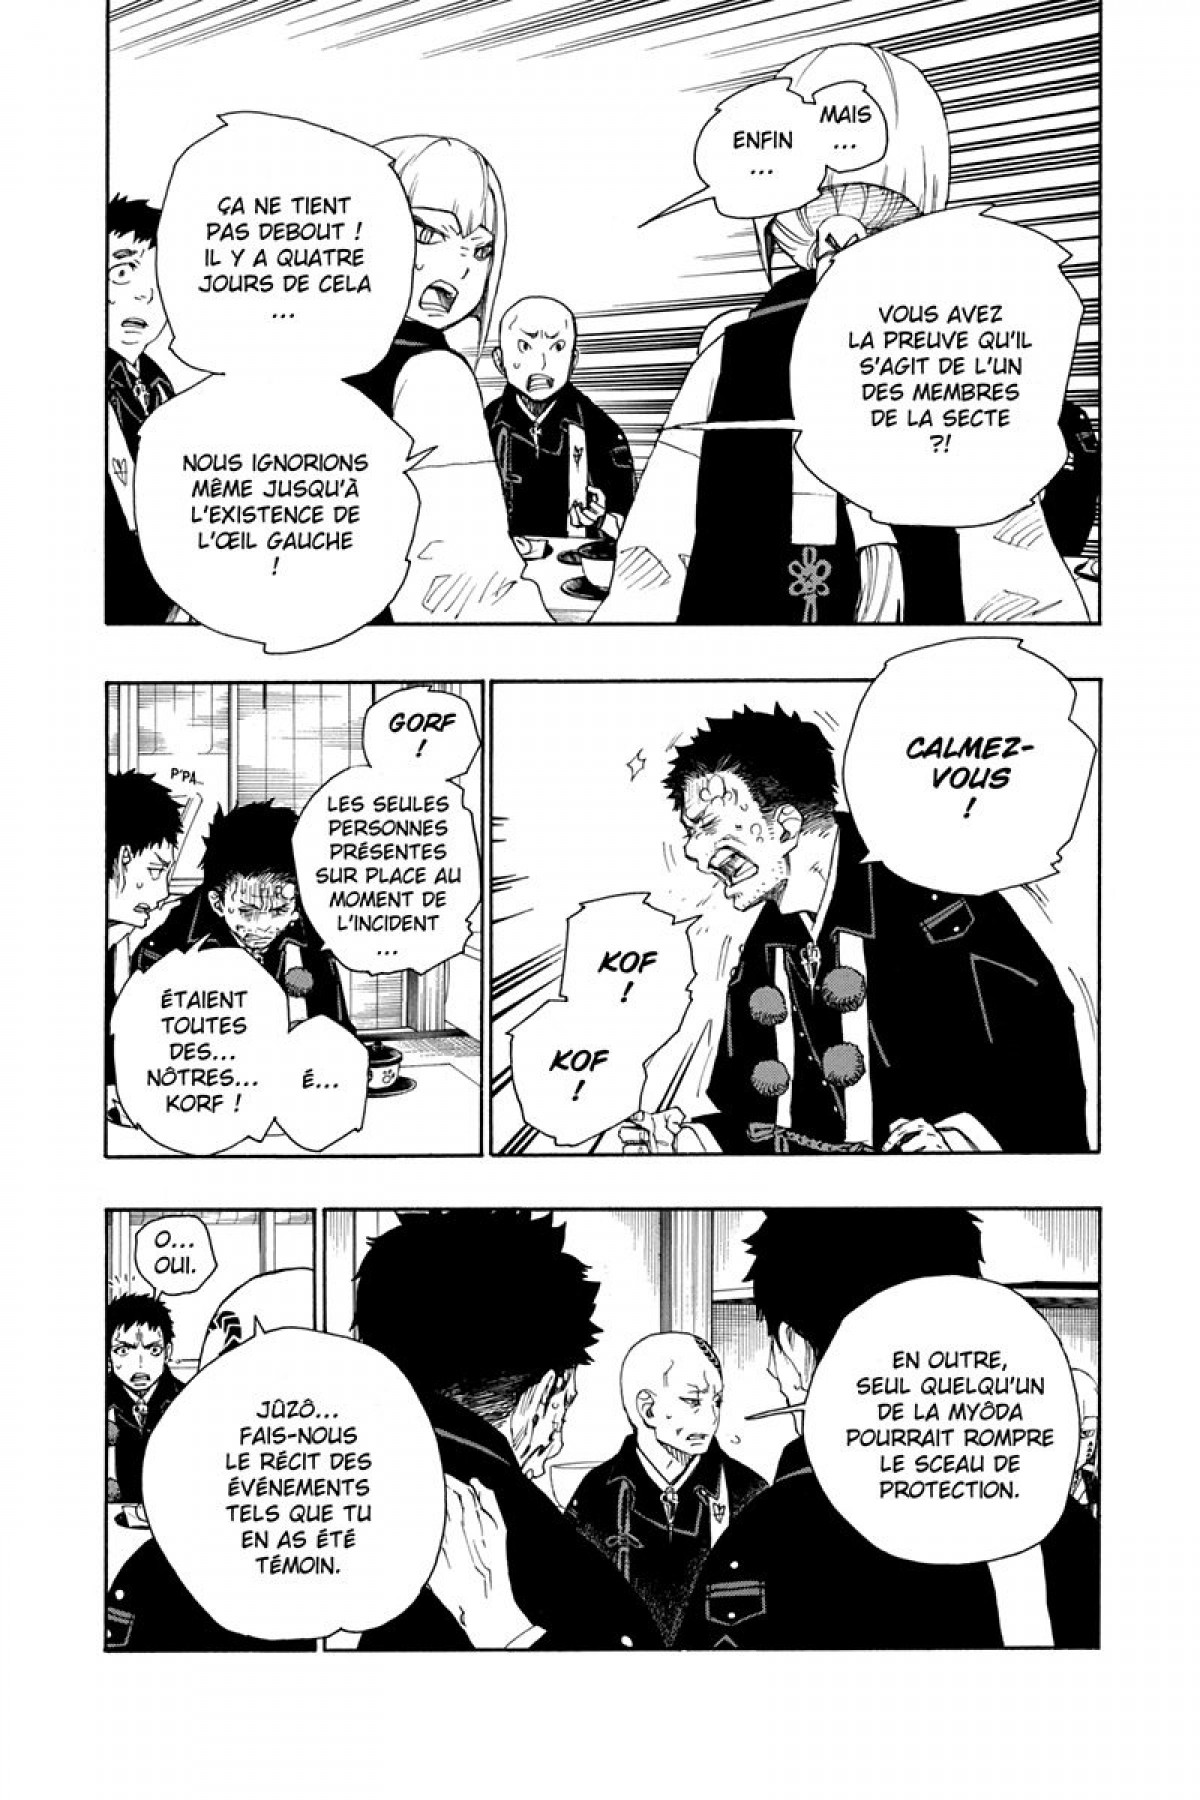 MAIS
...
ENFIN
...
VOUS AVEZ
LA PREUVE QU'IL
S'AGIT DE L'UN
DES MEMBRES
DE LA SECTE
?!
ÇA NE TIENT
PAS DEBOUT !
IL Y A QUATRE
JOURS DE CELA
...
NOUS IGNORIONS
MÊME JUSQU'À
L'EXISTENCE DE
L'ŒIL GAUCHE
!
CALMEZ-
VOUS
!
KOF
!
KOF
!
GORF
!
P'PA...
LES SEULES
PERSONNES
PRÉSENTES
SUR PLACE AU
MOMENT DE
L'INCIDENT
...
É...
ÉTAIENT
TOUTES
DES...
NÔTRES...
KORF !
EN OUTRE,
SEUL QUELQU'UN
DE LA MYÔDA
POURRAIT ROMPRE
LE SCEAU DE
PROTECTION.
JÛZÔ...
FAIS-NOUS
LE RÉCIT DES
ÉVÉNEMENTS
TELS QUE TU
EN AS ÉTÉ
TÉMOIN.
O...
OUI.